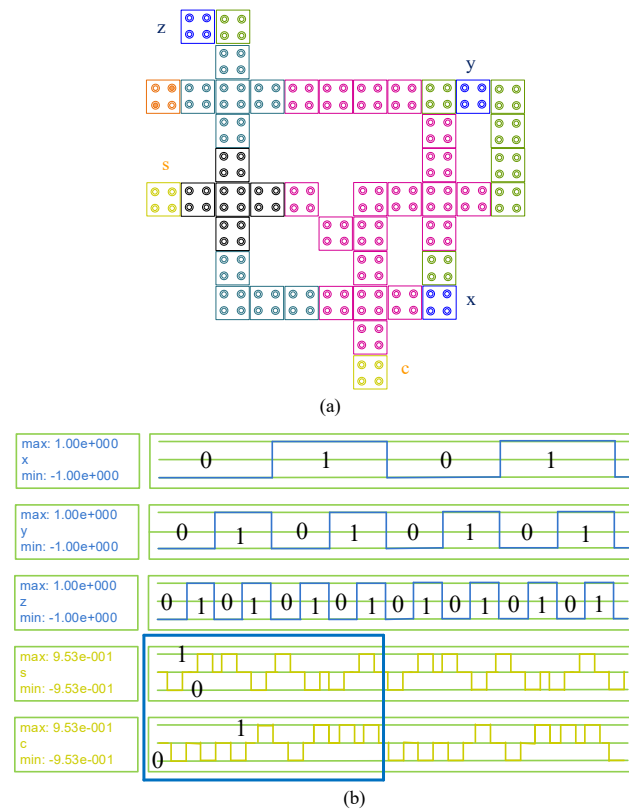 z
y
s
x
c
(a)
max: 1.00e+000
x
min: -1.00e+000
0 1 0 1
max: 1.00e+000
y
min: -1.00e+000
0 1 0 1 0 1 0 1
max: 1.00e+000
z
min: -1.00e+000
0 1 0 1 0 1 0 1 0 1 0 1 0 1 0 1
max: 9.53e-001
s
min: -9.53e-001
1
0
max: 9.53e-001
c
min: -9.53e-001
1
0
(b)